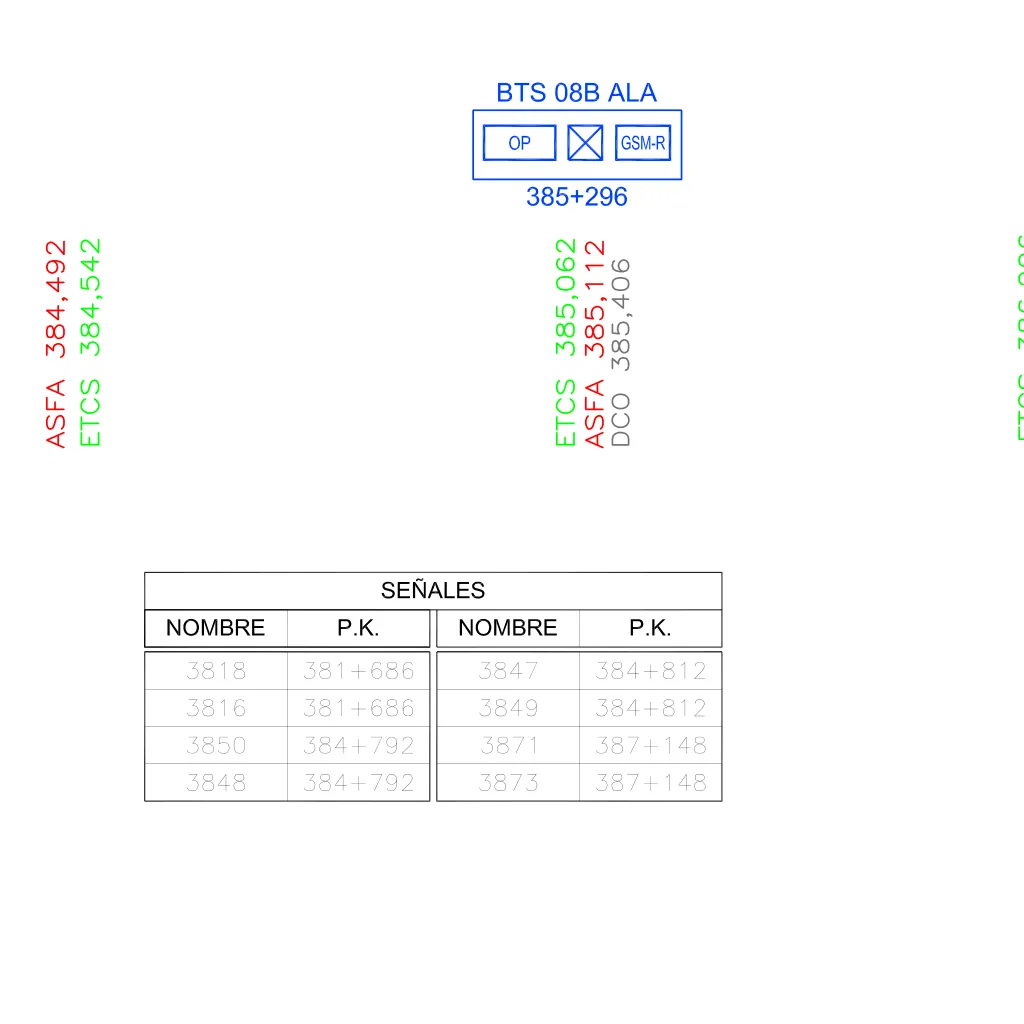 BTS 08B ALA
OP
GSM-R
385+296
ASFA 384,492
ETCS 384,542
ETCS 385,062
ASFA 385,112
DCO 385,406
SEÑALES
NOMBRE P.K. NOMBRE P.K.
3818 381+686 3847 384+812
3816 381+686 3849 384+812
3850 384+792 3871 387+148
3848 384+792 3873 387+148